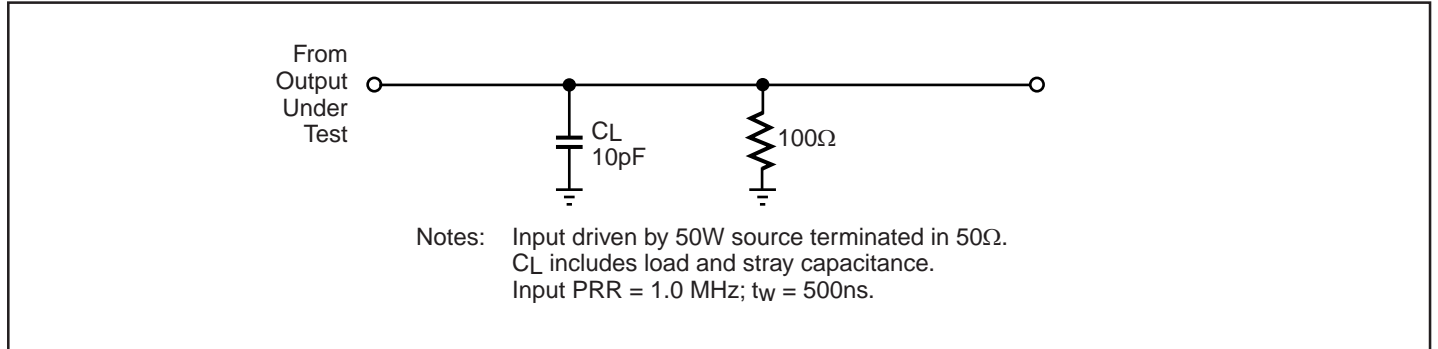 From
Output
Under
Test
CL
10pF
100Ω
Notes: Input driven by 50W source terminated in 50Ω.
CL includes load and stray capacitance.
Input PRR = 1.0 MHz; tW = 500ns.